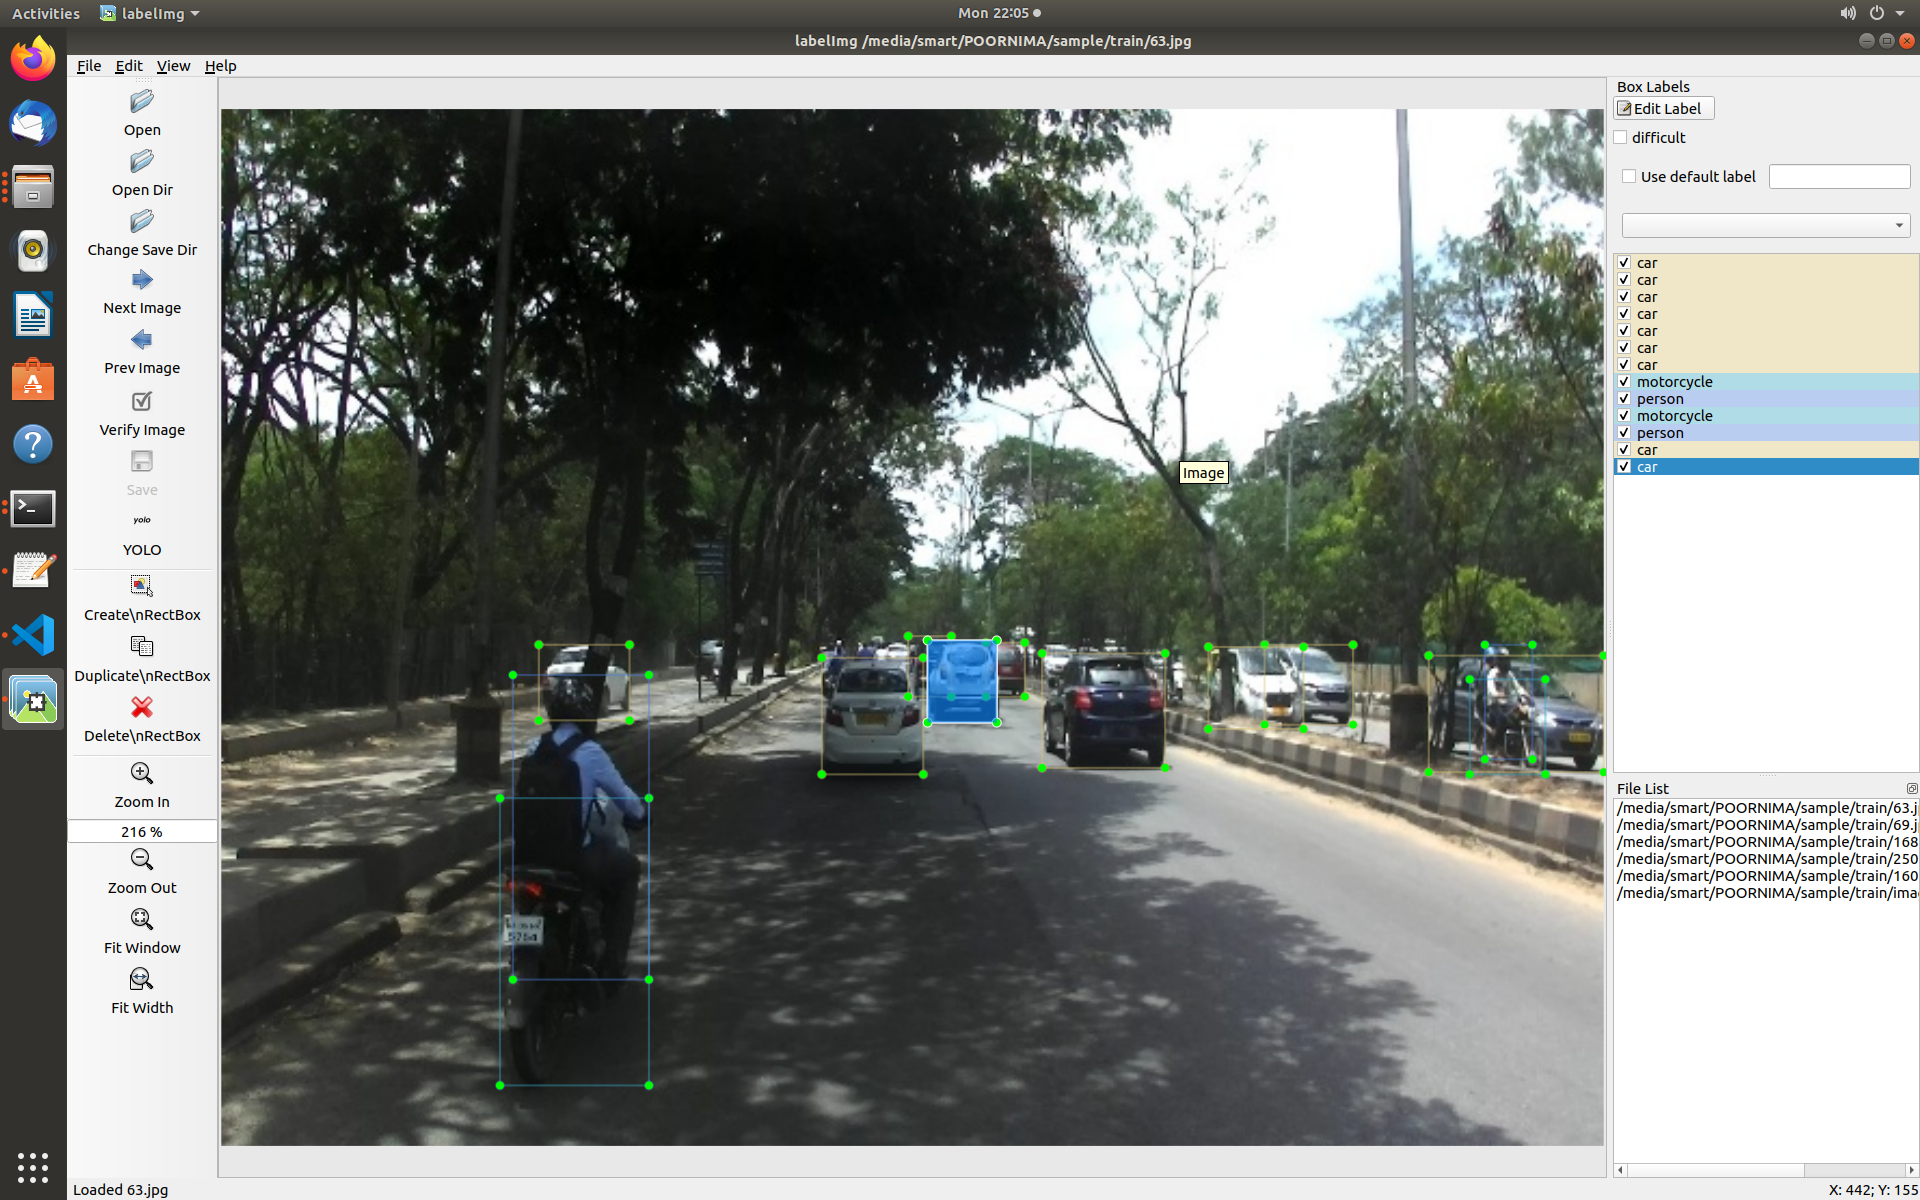 Activities labelImg Mon 22:05
labelImg /media/smart/POORNIMA/sample/train/63.jpg
File Edit View Help
Open
Open Dir
Change Save Dir
Next Image
Prev Image
Verify Image
Save
yolo
YOLO
Create\nRectBox
Duplicate\nRectBox
Delete\nRectBox
Zoom In
216 %
Zoom Out
Fit Window
Fit Width
Image
Box Labels
Edit Label
difficult
Use default label
car
car
car
car
car
car
car
motorcycle
person
motorcycle
person
car
car
File List
/media/smart/POORNIMA/sample/train/63.j
/media/smart/POORNIMA/sample/train/69.j
/media/smart/POORNIMA/sample/train/168
/media/smart/POORNIMA/sample/train/250
/media/smart/POORNIMA/sample/train/160
/media/smart/POORNIMA/sample/train/ima
Loaded 63.jpg
X: 442; Y: 155